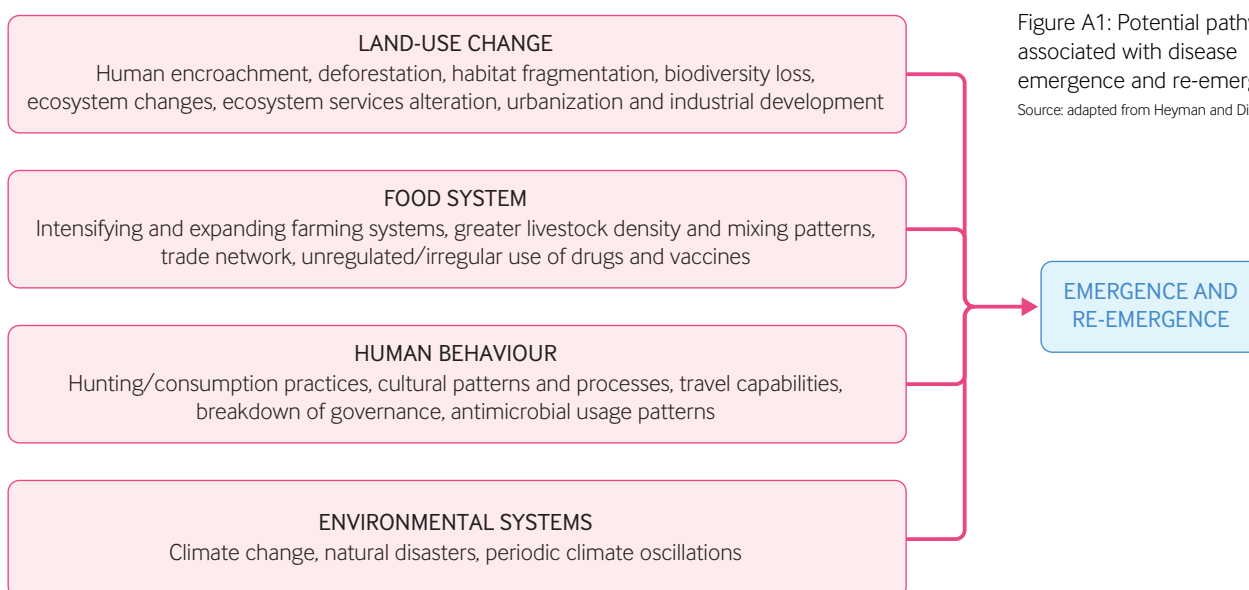 LAND-USE CHANGE
Human encroachment, deforestation, habitat fragmentation, biodiversity loss,
ecosystem changes, ecosystem services alteration, urbanization and industrial development
FOOD SYSTEM
Intensifying and expanding farming systems, greater livestock density and mixing patterns,
trade network, unregulated/irregular use of drugs and vaccines
HUMAN BEHAVIOUR
Hunting/consumption practices, cultural patterns and processes, travel capabilities,
breakdown of governance, antimicrobial usage patterns
ENVIRONMENTAL SYSTEMS
Climate change, natural disasters, periodic climate oscillations
Figure A1: Potential
associated with disease
emergence and
Source: adapted from Heyman and
EMERGENCE AND
RE-EMERGENCE